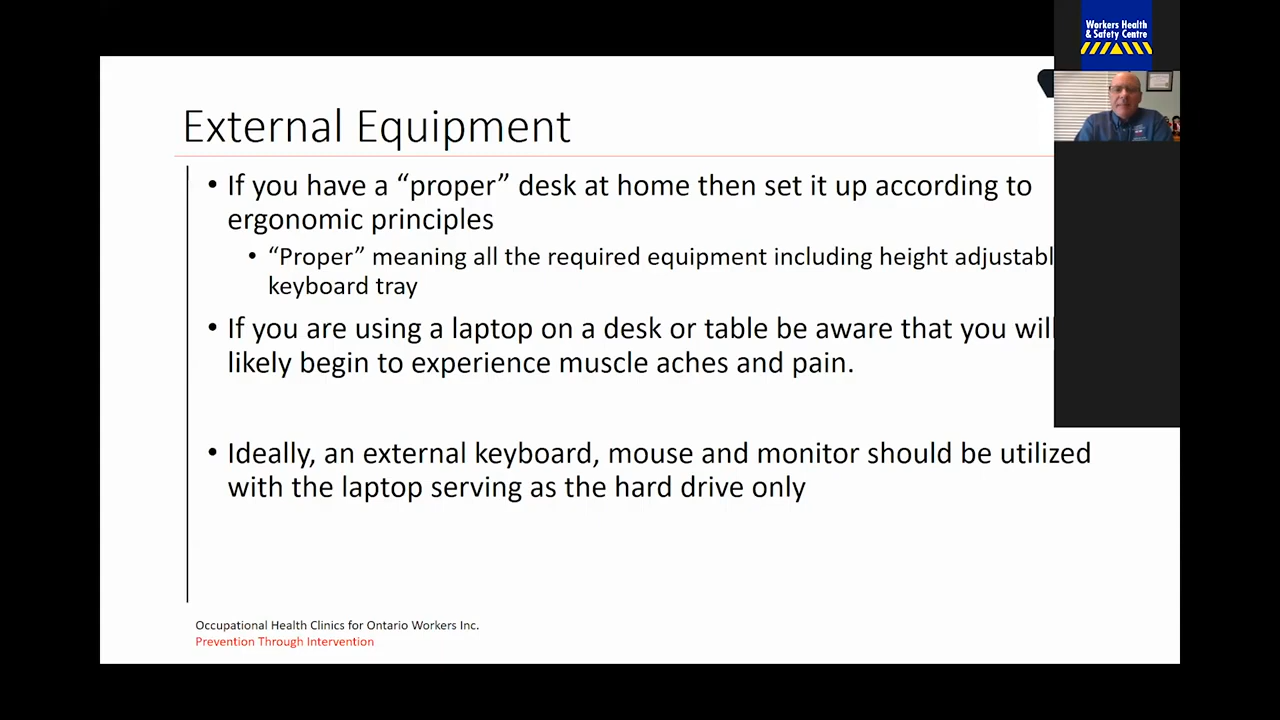 Workers Health
& Safety Centre
External Equipment
• If you have a “proper” desk at home then set it up according to
ergonomic principles
• “Proper” meaning all the required equipment including height adjustabl
keyboard tray
• If you are using a laptop on a desk or table be aware that you will
likely begin to experience muscle aches and pain.
• Ideally, an external keyboard, mouse and monitor should be utilized
with the laptop serving as the hard drive only
Occupational Health Clinics for Ontario Workers Inc.
Prevention Through Intervention